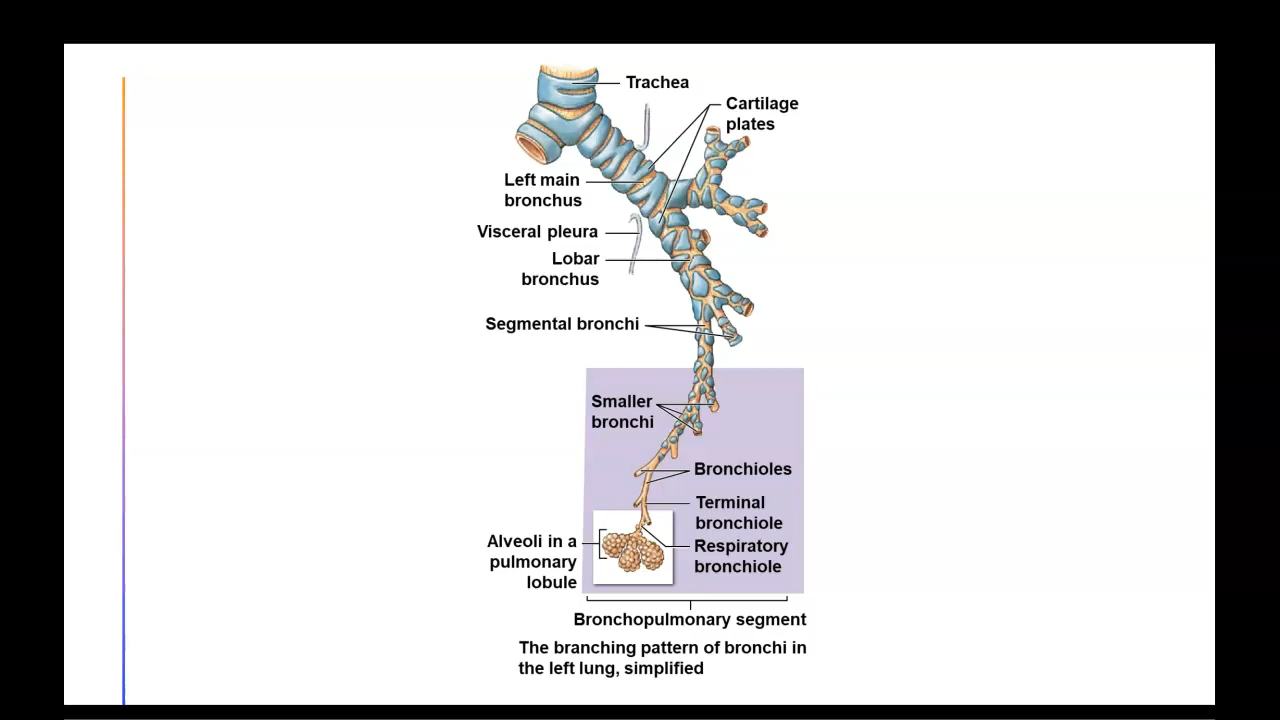 Trachea
Cartilage
plates
Left main
bronchus
Visceral pleura
Lobar
bronchus
Segmental bronchi
Smaller
bronchi
Bronchioles
Terminal
bronchiole
Alveoli in a
pulmonary
lobule
Respiratory
bronchiole
Bronchopulmonary segment
The branching pattern of bronchi in
the left lung, simplified